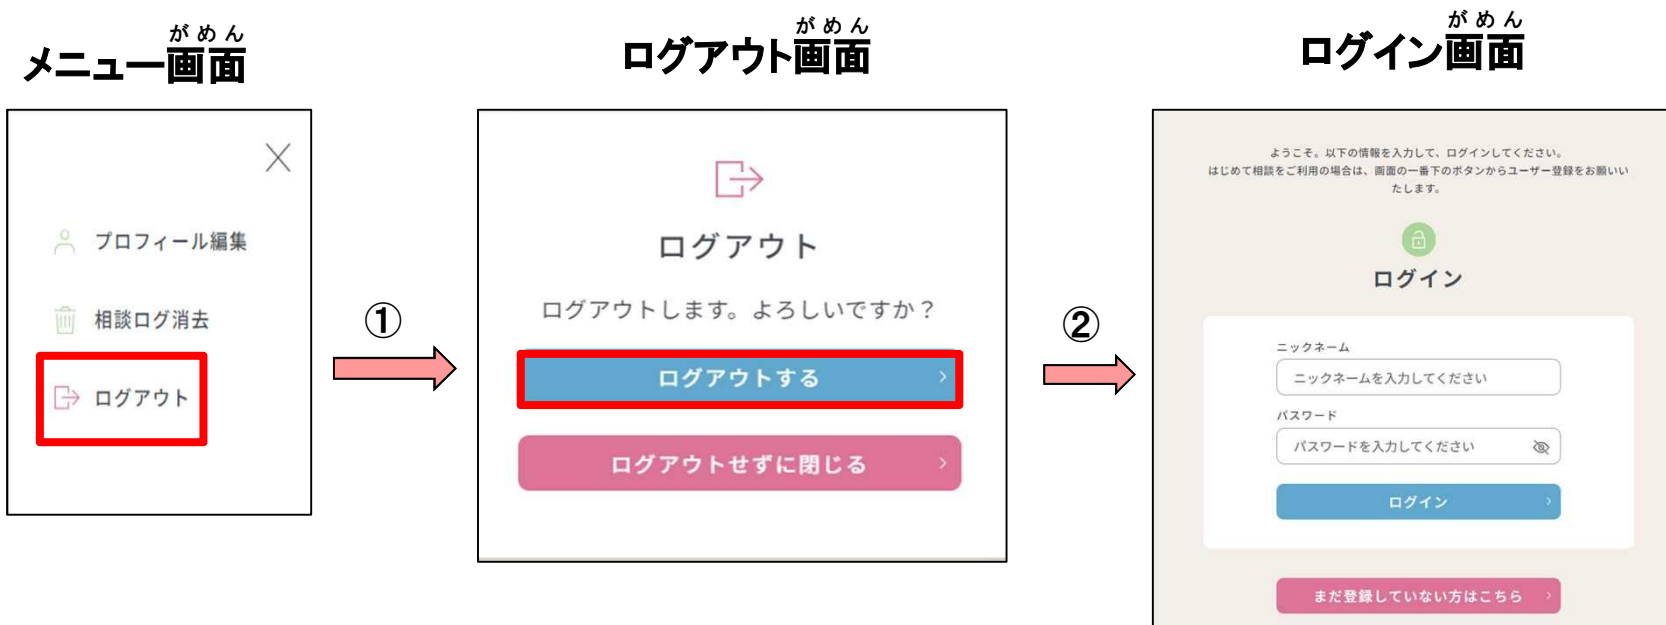 がめん
メニュー画面
プロフィール編集
相談ログ消去
ログアウト
①
がめん
ログアウト画面
ログアウト
ログアウトします。よろしいですか？
ログアウトする
ログアウトせずに閉じる
②
がめん
ログイン画面
ようこそ。以下の情報を入力して、ログインしてください。
はじめて相談をご利用の場合は、画面の一番下のボタンからユーザー登録をお願いい
たします。
ログイン
ニックネーム
ニックネームを入力してください
パスワード
パスワードを入力してください
ログイン
まだ登録していない方はこちら